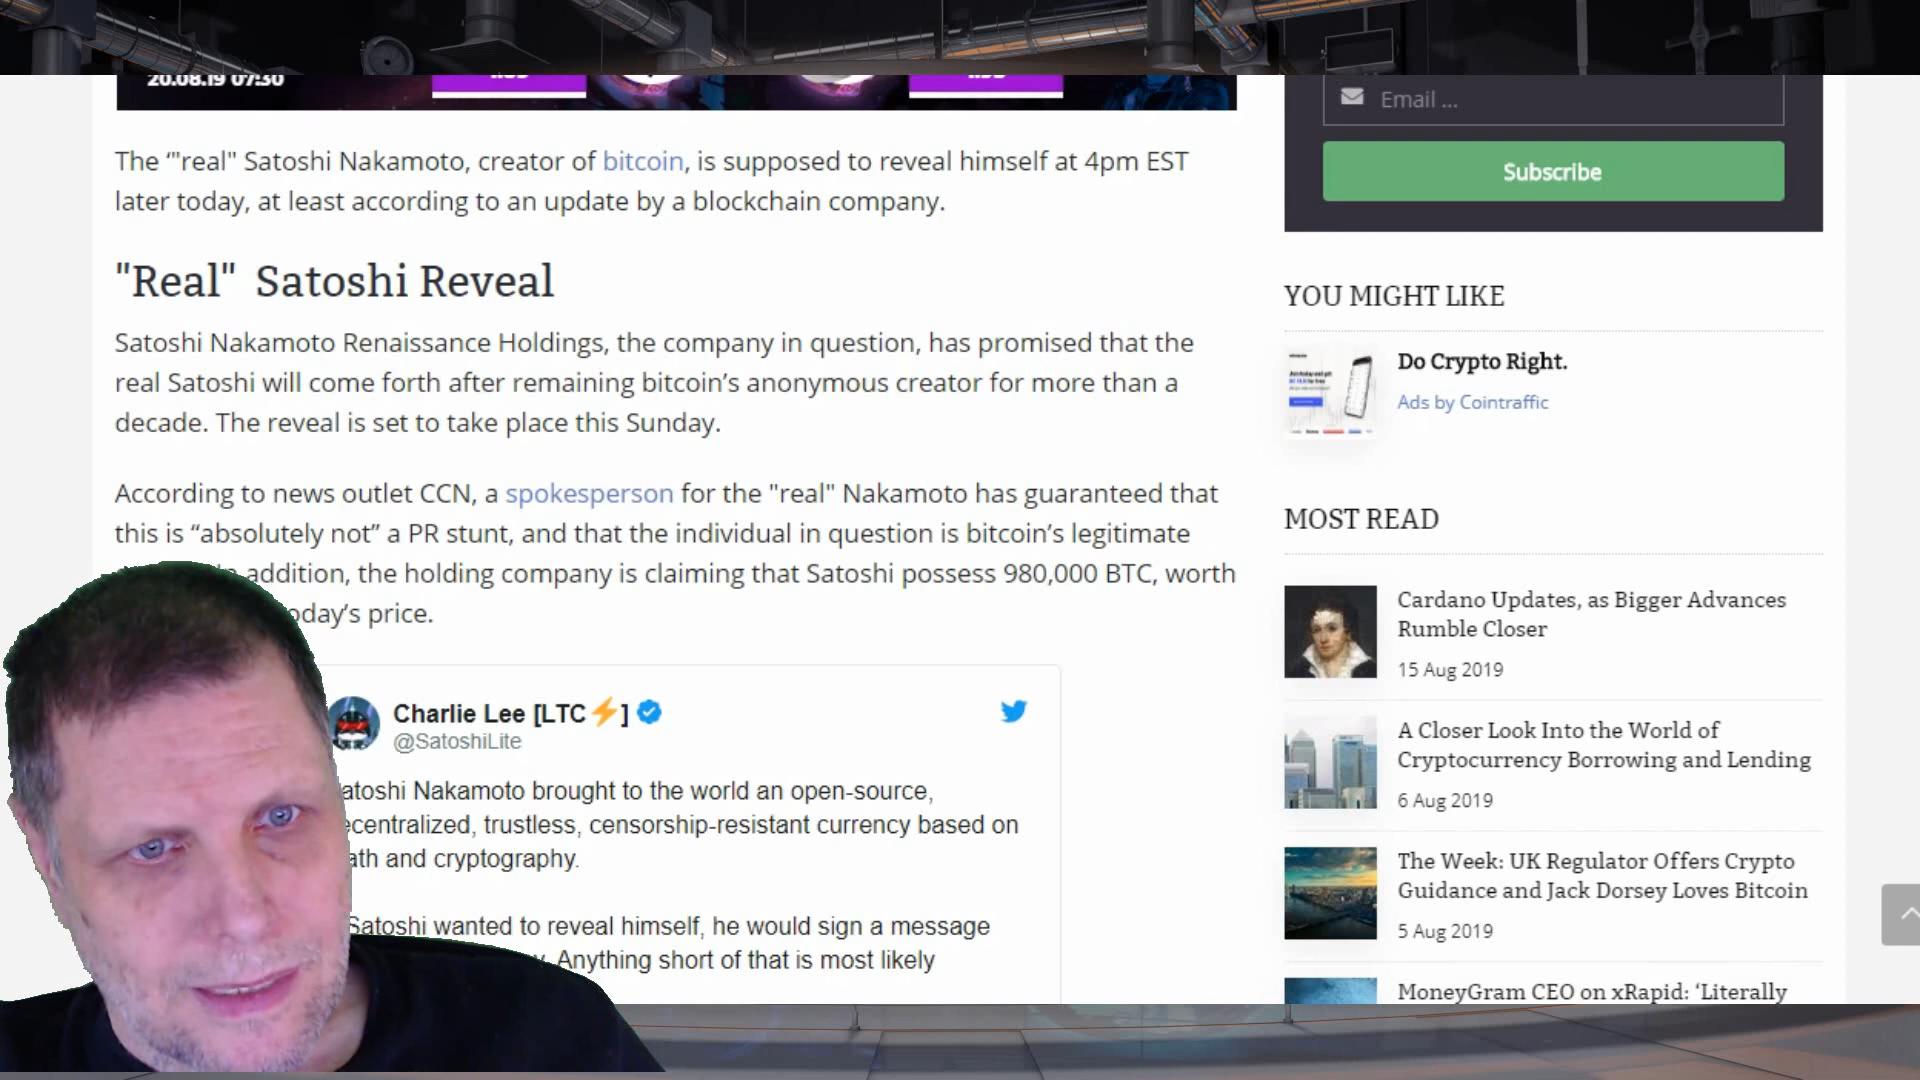 20.08.19 07:30
The '"real" Satoshi Nakamoto, creator of bitcoin, is supposed to reveal himself at 4pm EST
later today, at least according to an update by a blockchain company.
"Real" Satoshi Reveal
Satoshi Nakamoto Renaissance Holdings, the company in question, has promised that the
real Satoshi will come forth after remaining bitcoin’s anonymous creator for more than a
decade. The reveal is set to take place this Sunday.
According to news outlet CCN, a spokesperson for the "real" Nakamoto has guaranteed that
this is “absolutely not” a PR stunt, and that the individual in question is bitcoin’s legitimate
addition, the holding company is claiming that Satoshi possess 980,000 BTC, worth
price.
Charlie Lee [LTC⚡]
@SatoshiLite
Nakamoto brought to the world an open-source,
trustless, censorship-resistant currency based on
and cryptography.
Satoshi wanted to reveal himself, he would sign a message
Anything short of that is most likely
Email ...
Subscribe
YOU MIGHT LIKE
Do Crypto Right.
Ads by Cointraffic
MOST READ
Cardano Updates, as Bigger Advances
Rumble Closer
15 Aug 2019
A Closer Look Into the World of
Cryptocurrency Borrowing and Lending
6 Aug 2019
The Week: UK Regulator Offers Crypto
Guidance and Jack Dorsey Loves Bitcoin
5 Aug 2019
MoneyGram CEO on xRapid: ‘Literally